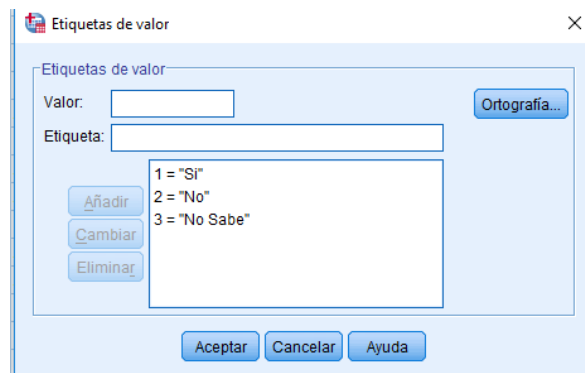 Etiquetas de valor
Etiquetas de valor
Valor:
Ortografía...
Etiqueta:
1 = "Si"
2 = "No"
3 = "No Sabe"
Añadir
Cambiar
Eliminar
Aceptar Cancelar Ayuda